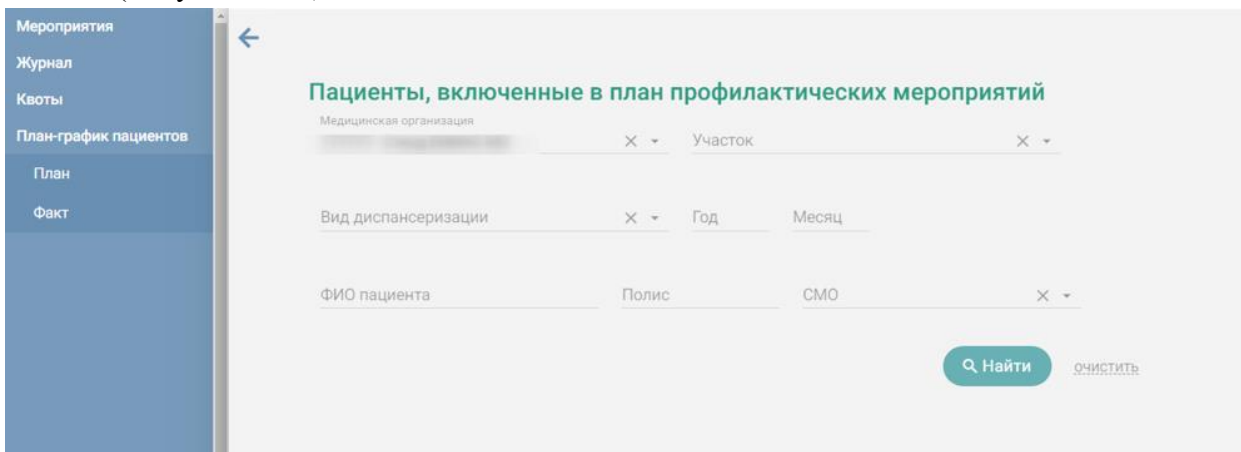 Мероприятия
Журнал
Квоты
План-график пациентов
План
Факт
Пациенты, включенные в план профилактических мероприятий
Медицинская организация
Участок
Вид диспансеризации
Год
Месяц
ФИО пациента
Полис
СМО
Найти
очистить